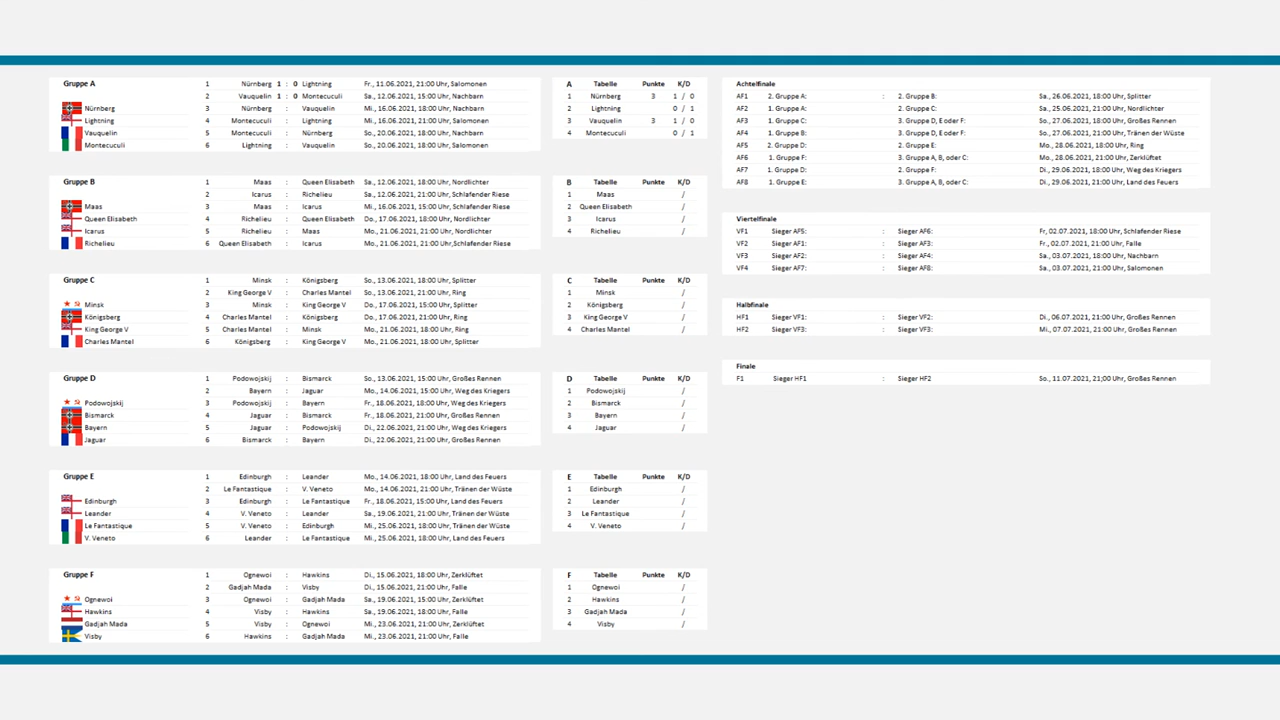 Gruppe A
1 Nürnberg 1 : 0 Lightning Fr., 11.06.2021, 21:00 Uhr, Salomonen
2 Vauquelin 1 : 0 Montecuculi Sa., 12.06.2021, 15:00 Uhr, Nachbarn
Nürnberg 3 Nürnberg : Vauquelin Mi., 16.06.2021, 18:00 Uhr, Nachbarn
Lightning 4 Montecuculi : Lightning Mi., 16.06.2021, 21:00 Uhr, Salomonen
Vauquelin 5 Montecuculi : Nürnberg So., 20.06.2021, 18:00 Uhr, Nachbarn
Montecuculi 6 Lightning : Vauquelin So., 20.06.2021, 18:00 Uhr, Salomonen
A Tabelle Punkte K/D
1 Nürnberg 3 1 / 0
2 Lightning 0 / 1
3 Vauquelin 3 1 / 0
4 Montecuculi 0 / 1
Gruppe B
1 Maas : Queen Elisabeth Sa., 12.06.2021, 18:00 Uhr, Nordlichter
2 Icarus : Richelieu Sa., 12.06.2021, 21:00 Uhr, Schlafender Riese
Maas 3 Maas : Icarus Mi., 16.06.2021, 15:00 Uhr, Schlafender Riese
Queen Elisabeth 4 Richelieu : Queen Elisabeth Do., 17.06.2021, 18:00 Uhr, Nordlichter
Icarus 5 Richelieu : Maas Mo., 21.06.2021, 21:00 Uhr, Nordlichter
Richelieu 6 Queen Elisabeth : Icarus Mo., 21.06.2021, 21:00 Uhr,Schlafender Riese
B Tabelle Punkte K/D
1 Maas /
2 Queen Elisabeth /
3 Icarus /
4 Richelieu /
Gruppe C
1 Minsk : Königsberg So., 13.06.2021, 18:00 Uhr, Splitter
2 King George V : Charles Mantel So., 13.06.2021, 21:00 Uhr, Ring
Minsk 3 Minsk : King George V Do., 17.06.2021, 15:00 Uhr, Splitter
Königsberg 4 Charles Mantel : Königsberg Do., 17.06.2021, 21:00 Uhr, Ring
King George V 5 Charles Mantel : Minsk Mo., 21.06.2021, 18:00 Uhr, Ring
Charles Mantel 6 Königsberg : King George V Mo., 21.06.2021, 18:00 Uhr, Splitter
C Tabelle Punkte K/D
1 Minsk /
2 Königsberg /
3 King George V /
4 Charles Mantel /
Gruppe D
1 Podowojskij : Bismarck So., 13.06.2021, 15:00 Uhr, Großes Rennen
2 Bayern : Jaguar Mo., 14.06.2021, 15:00 Uhr, Weg des Kriegers
Podowojskij 3 Podowojskij : Bayern Fr., 18.06.2021, 18:00 Uhr, Weg des Kriegers
Bismarck 4 Jaguar : Bismarck Fr., 18.06.2021, 21:00 Uhr, Großes Rennen
Bayern 5 Jaguar : Podowojskij Di., 22.06.2021, 21:00 Uhr, Weg des Kriegers
Jaguar 6 Bismarck : Bayern Di., 22.06.2021, 21:00 Uhr, Großes Rennen
D Tabelle Punkte K/D
1 Podowojskij /
2 Bismarck /
3 Bayern /
4 Jaguar /
Gruppe E
1 Edinburgh : Leander Mo., 14.06.2021, 18:00 Uhr, Land des Feuers
2 Le Fantastique : V. Veneto Mo., 14.06.2021, 21:00 Uhr, Tränen der Wüste
Edinburgh 3 Edinburgh : Le Fantastique Fr., 18.06.2021, 15:00 Uhr, Land des Feuers
Leander 4 V. Veneto : Leander Sa., 19.06.2021, 21:00 Uhr, Tränen der Wüste
Le Fantastique 5 V. Veneto : Edinburgh Mi., 25.06.2021, 18:00 Uhr, Tränen der Wüste
V. Veneto 6 Leander : Le Fantastique Mi., 25.06.2021, 18:00 Uhr, Land des Feuers
E Tabelle Punkte K/D
1 Edinburgh /
2 Leander /
3 Le Fantastique /
4 V. Veneto /
Gruppe F
1 Ognewoi : Hawkins Di., 15.06.2021, 18:00 Uhr, Zerklüftet
2 Gadjah Mada : Visby Di., 15.06.2021, 21:00 Uhr, Falle
Ognewoi 3 Ognewoi : Gadjah Mada Sa., 19.06.2021, 15:00 Uhr, Zerklüftet
Hawkins 4 Visby : Hawkins Sa., 19.06.2021, 18:00 Uhr, Falle
Gadjah Mada 5 Visby : Ognewoi Mi., 23.06.2021, 21:00 Uhr, Zerklüftet
Visby 6 Hawkins : Gadjah Mada Mi., 23.06.2021, 21:00 Uhr, Falle
F Tabelle Punkte K/D
1 Ognewoi /
2 Hawkins /
3 Gadjah Mada /
4 Visby /
Achtelfinale
AF1 2. Gruppe A: : 2. Gruppe B: Sa., 26.06.2021, 18:00 Uhr, Splitter
AF2 1. Gruppe A: 2. Gruppe C: Sa., 25.06.2021, 21:00 Uhr, Nordlichter
AF3 1. Gruppe C: 3. Gruppe D, E oder F: So., 27.06.2021, 18:00 Uhr, Großes Rennen
AF4 1. Gruppe B: 3. Gruppe D, E oder F: So., 27.06.2021, 21:00 Uhr, Tränen der Wüste
AF5 2. Gruppe D: 2. Gruppe E: Mo., 28.06.2021, 18:00 Uhr, Ring
AF6 1. Gruppe F: 3. Gruppe A, B, oder C: Mo., 28.06.2021, 21:00 Uhr, Zerklüftet
AF7 1. Gruppe D: 2. Gruppe F: Di., 29.06.2021, 18:00 Uhr, Weg des Kriegers
AF8 1. Gruppe E: 3. Gruppe A, B, oder C: Di., 29.06.2021, 21:00 Uhr, Land des Feuers
Viertelfinale
VF1 Sieger AF5: : Sieger AF6: Fr, 02.07.2021, 18:00 Uhr, Schlafender Riese
VF2 Sieger AF1: : Sieger AF3: Fr., 02.07.2021, 21:00 Uhr, Falle
VF3 Sieger AF2: : Sieger AF4: Sa., 03.07.2021, 18:00 Uhr, Nachbarn
VF4 Sieger AF7: : Sieger AF8: Sa., 03.07.2021, 21:00 Uhr, Salomonen
Halbfinale
HF1 Sieger VF1: : Sieger VF2: Di., 06.07.2021, 21:00 Uhr, Großes Rennen
HF2 Sieger VF3: : Sieger VF3: Mi., 07.07.2021, 21:00 Uhr, Großes Rennen
Finale
F1 Sieger HF1 : Sieger HF2 So., 11.07.2021, 21;00 Uhr, Großes Rennen